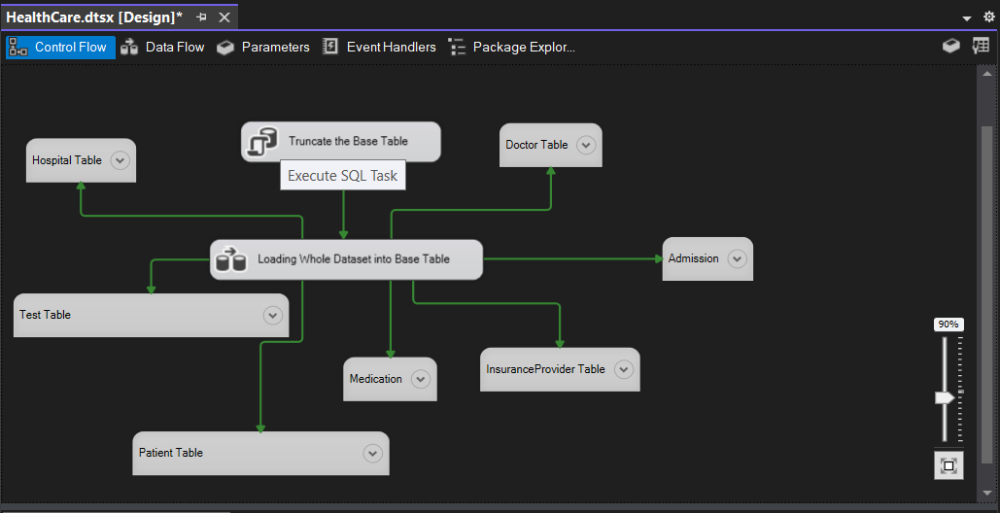 HealthCare.dtsx [Design]*
Control Flow
Data Flow
Parameters
Event Handlers
Package Explor...
Truncate the Base Table
Doctor Table
Hospital Table
Execute SQL Task
Loading Whole Dataset into Base Table
Admission
Test Table
90%
InsuranceProvider Table
Medication
Patient Table